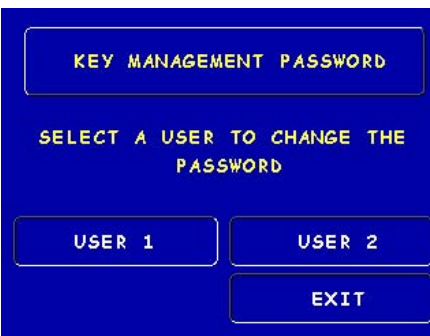 KEY MANAGEMENT PASSWORD
SELECT A USER TO CHANGE THE
PASSWORD
USER 1
USER 2
EXIT